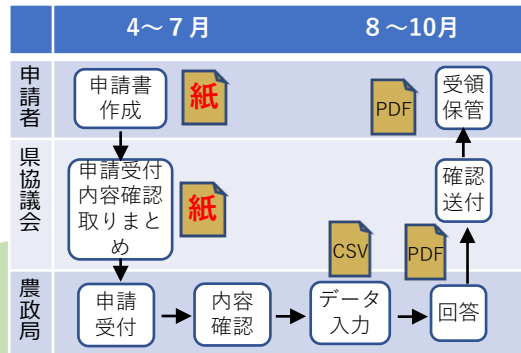 4～７月
８～10月
申請者
申請書
作成
紙
PDF
受領
保管
県協議会
申請受付
内容確認
取りまと
め
紙
確認
送付
CSV
PDF
農政局
申請
受付
内容
確認
データ
入力
回答